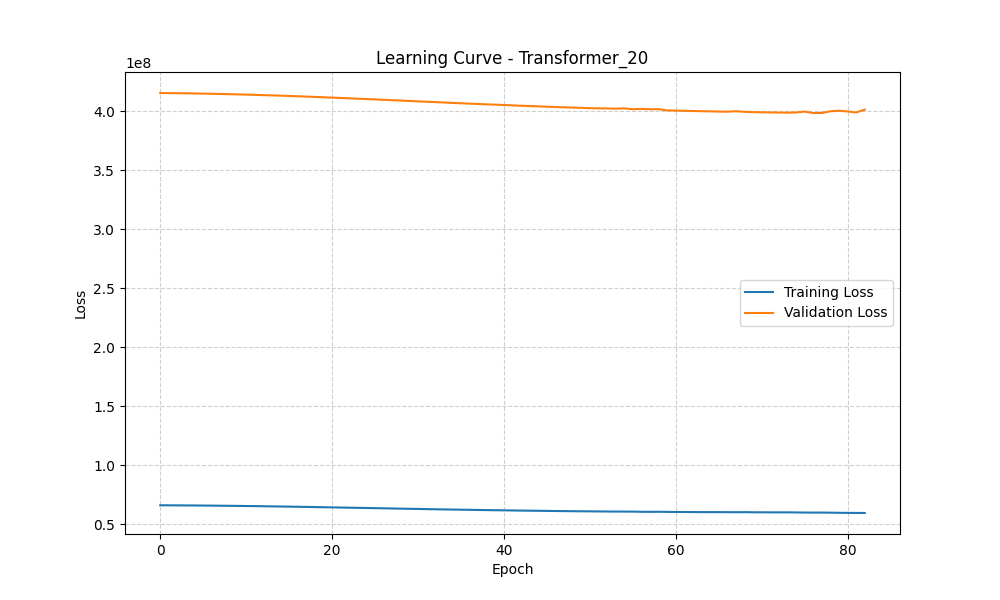 Learning Curve - Transformer_20
1e8
4.0
3.5
3.0
2.5
2.0
1.5
1.0
0.5
Loss
Training Loss
Validation Loss
0 20 40 60 80
Epoch